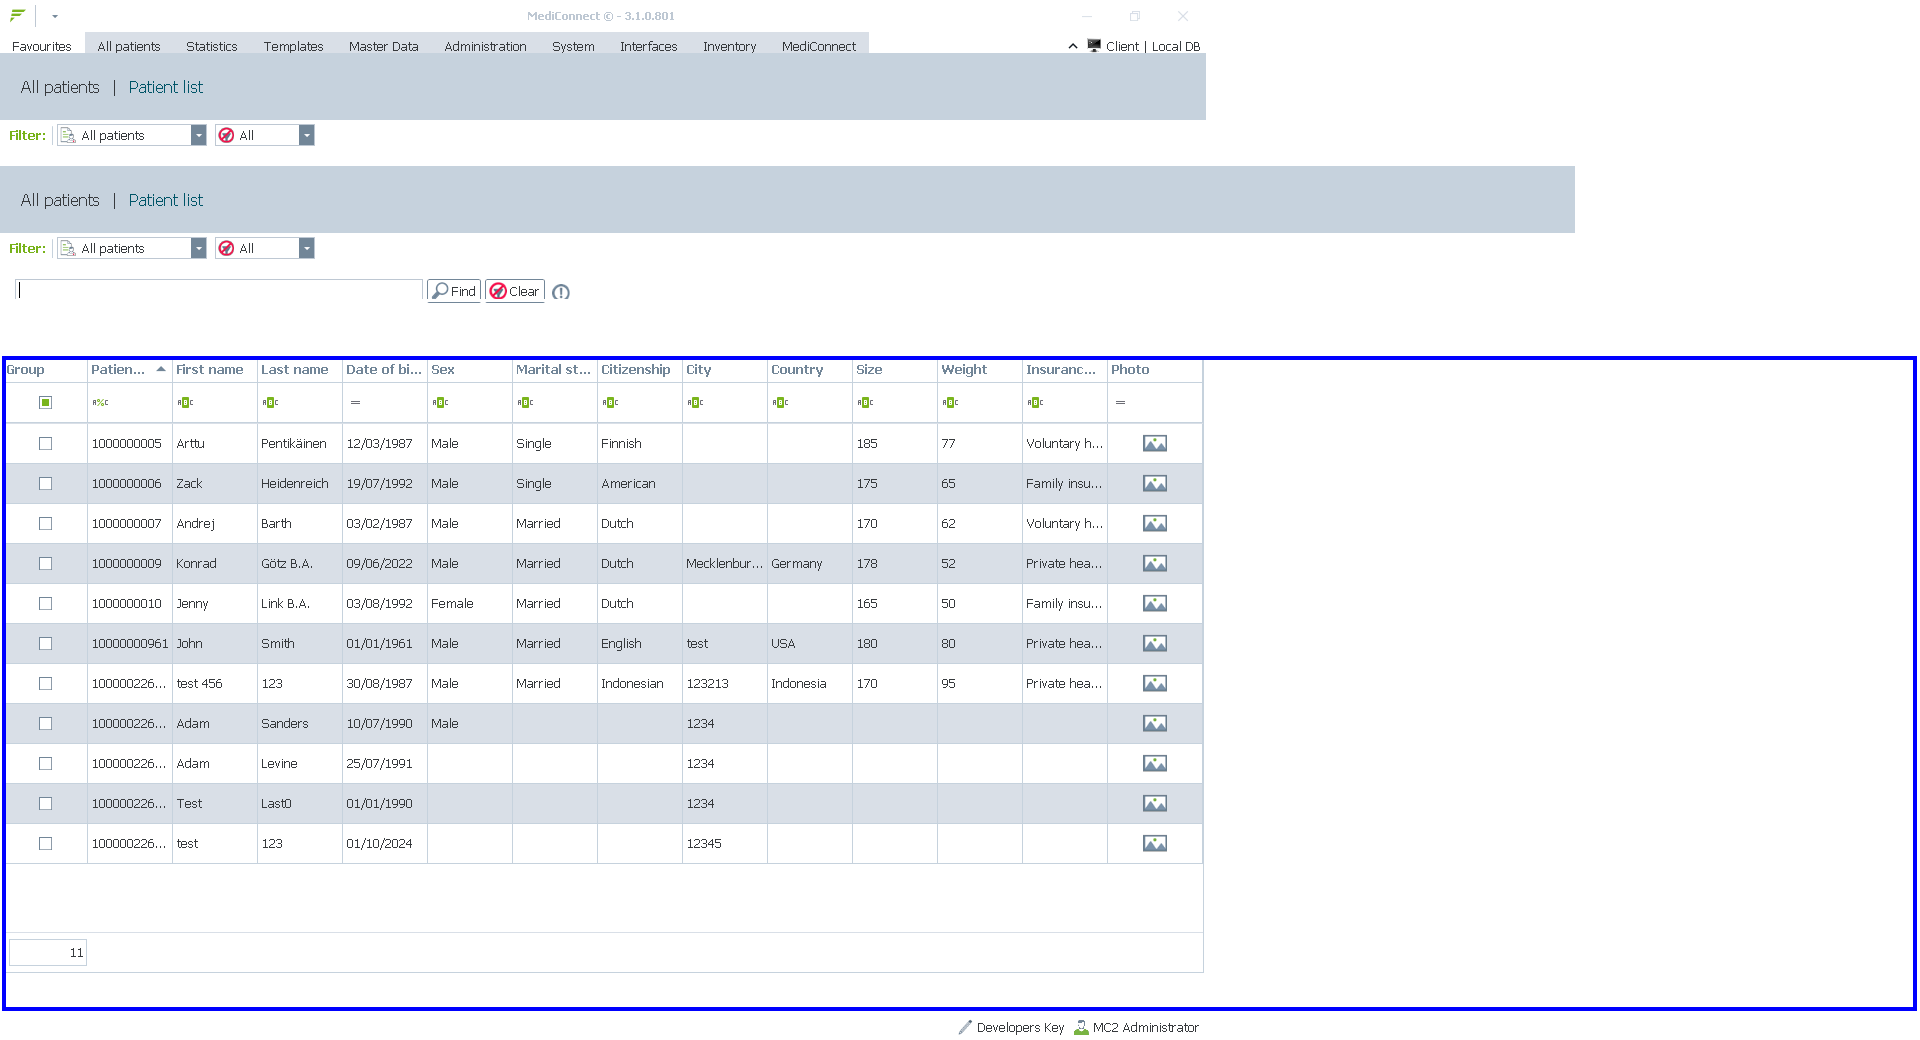 MediConnect © - 3.1.0.801
Favourites All patients Statistics Templates Master Data Administration System Interfaces Inventory MediConnect Client | Local DB
All patients | Patient list
Filter: All patients All
All patients | Patient list
Filter: All patients All
Find Clear
Group Patien... First name Last name Date of bi... Sex Marital st... Citizenship City Country Size Weight Insuranc... Photo
1000000005 Arttu Pentikäinen 12/03/1987 Male Single Finnish 185 77 Voluntary h...
1000000006 Zack Heidenreich 19/07/1992 Male Single American 175 65 Family insu...
1000000007 Andrej Barth 03/02/1987 Male Married Dutch 170 62 Voluntary h...
1000000009 Konrad Götz B.A. 09/06/2022 Male Married Dutch Mecklenbur... Germany 178 52 Private hea...
1000000010 Jenny Link B.A. 03/08/1992 Female Married Dutch 165 50 Family insu...
10000000961 John Smith 01/01/1961 Male Married English test USA 180 80 Private hea...
100000226... test 456 123 30/08/1987 Male Married Indonesian 123213 Indonesia 170 95 Private hea...
100000226... Adam Sanders 10/07/1990 Male 1234
100000226... Adam Levine 25/07/1991 1234
100000226... Test Last0 01/01/1990 1234
100000226... test 123 01/10/2024 12345
11
Developers Key MC2 Administrator